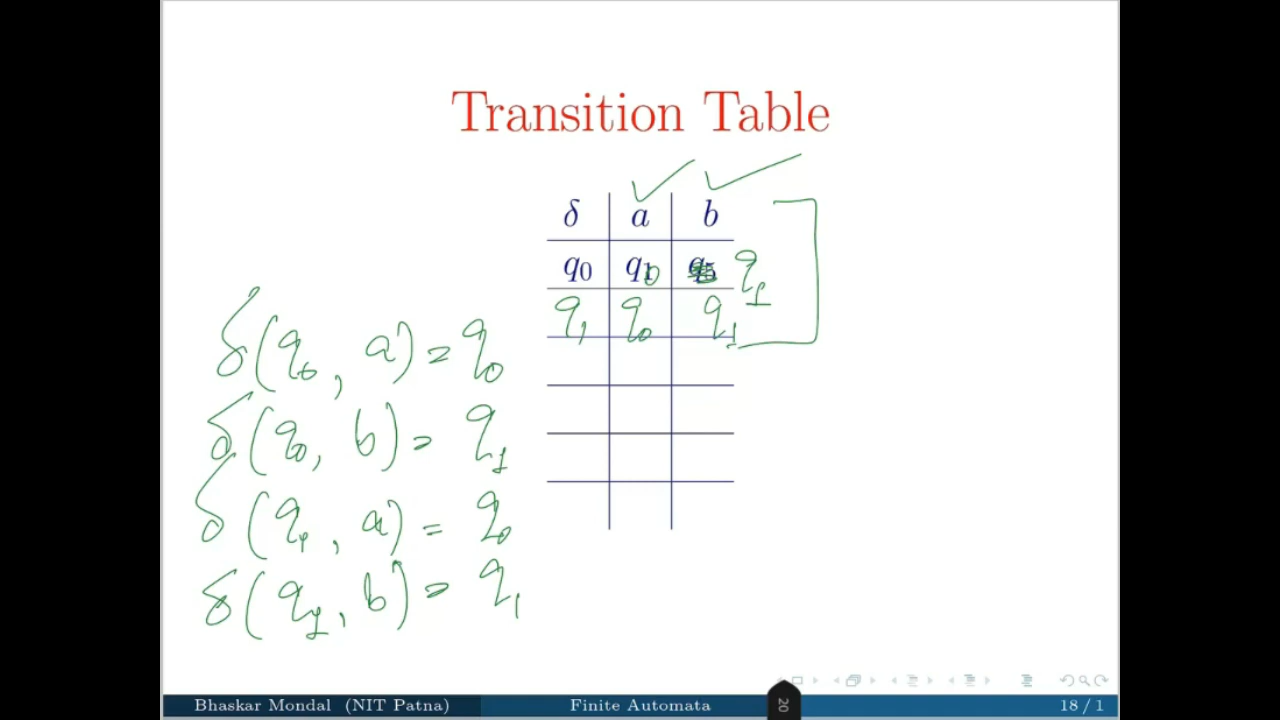 Transition Table
δ a b
q0 q0 q1
q1 q0 q1
δ(q0, a) = q0
δ(q0, b) = q1
δ(q1, a) = q0
δ(q1, b) = q1
Bhaskar Mondal (NIT Patna) Finite Automata 20 18 / 1